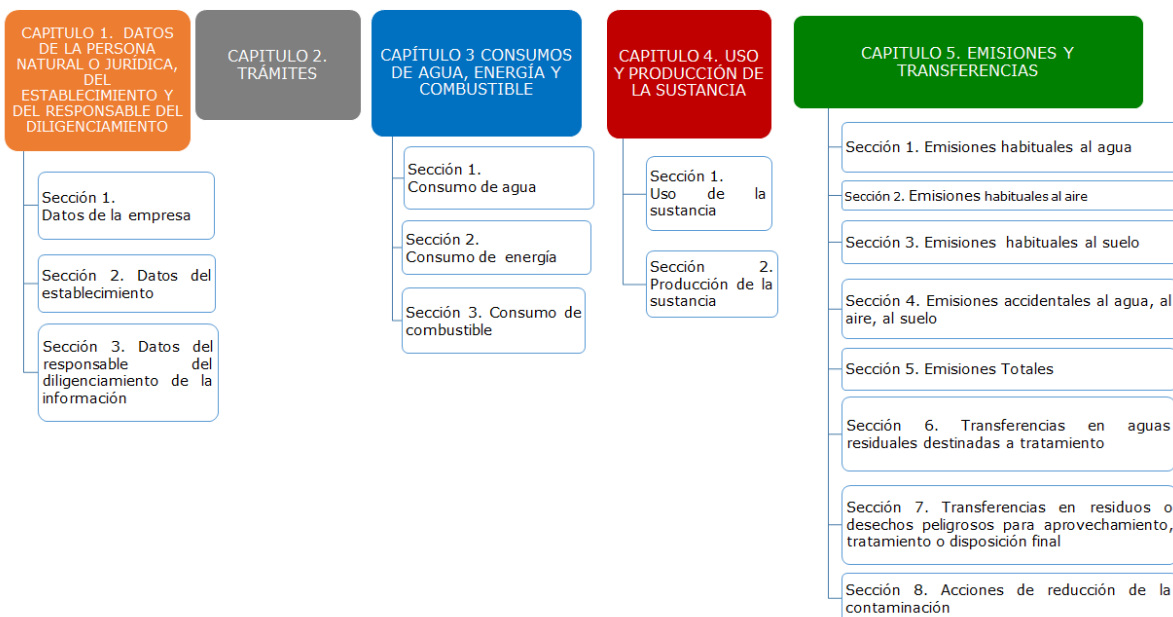 CAPITULO 1. DATOS
DE LA PERSONA
NATURAL O JURÍDICA,
DEL
ESTABLECIMIENTO Y
DEL RESPONSABLE DEL
DILIGENCIAMIENTO
Sección 1.
Datos de la empresa
Sección 2. Datos del
establecimiento
Sección 3. Datos del
responsable del
diligenciamiento de la
información
CAPITULO 2.
TRÁMITES
CAPÍTULO 3 CONSUMOS
DE AGUA, ENERGÍA Y
COMBUSTIBLE
Sección 1.
Consumo de agua
Sección 2.
Consumo de energía
Sección 3. Consumo de
combustible
CAPITULO 4. USO
Y PRODUCCIÓN DE
LA SUSTANCIA
Sección 1.
Uso de la
sustancia
Sección 2.
Producción de la
sustancia
CAPITULO 5. EMISIONES Y
TRANSFERENCIAS
Sección 1. Emisiones habituales al agua
Sección 2. Emisiones habituales al aire
Sección 3. Emisiones habituales al suelo
Sección 4. Emisiones accidentales al agua, al
aire, al suelo
Sección 5. Emisiones Totales
Sección 6. Transferencias en aguas
residuales destinadas a tratamiento
Sección 7. Transferencias en residuos o
desechos peligrosos para aprovechamiento,
tratamiento o disposición final
Sección 8. Acciones de reducción de la
contaminación